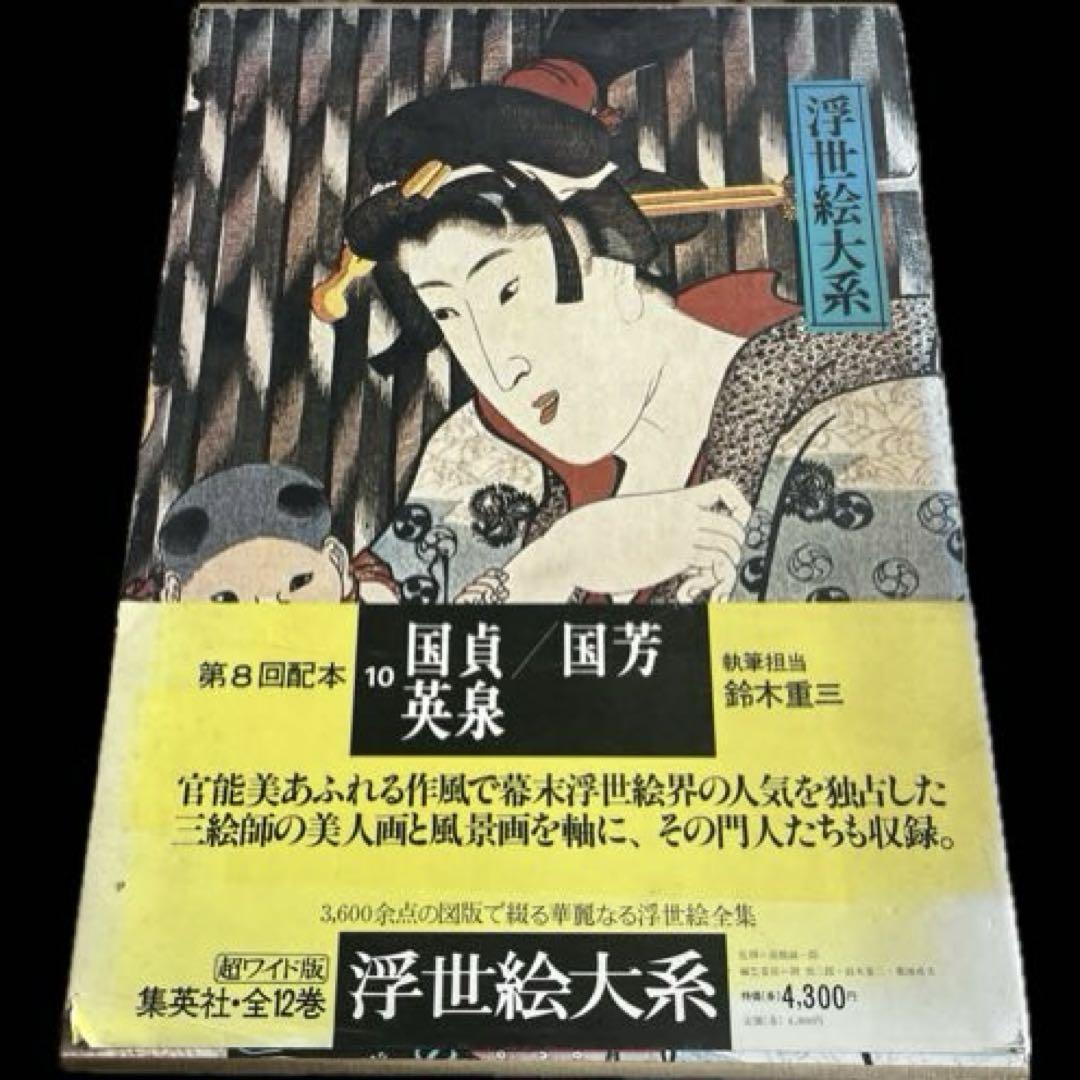 浮世絵大系
第8回配本
10 国貞／国芳
英泉
執筆担当
鈴木重三
官能美あふれる作風で幕末浮世絵界の人気を独占した
三絵師の美人画と風景画を軸に、その門人たちも収録。
3,600余点の図版で綴る華麗なる浮世絵全集
超ワイド版
集英社・全12巻
浮世絵大系
特価(本)4,300円